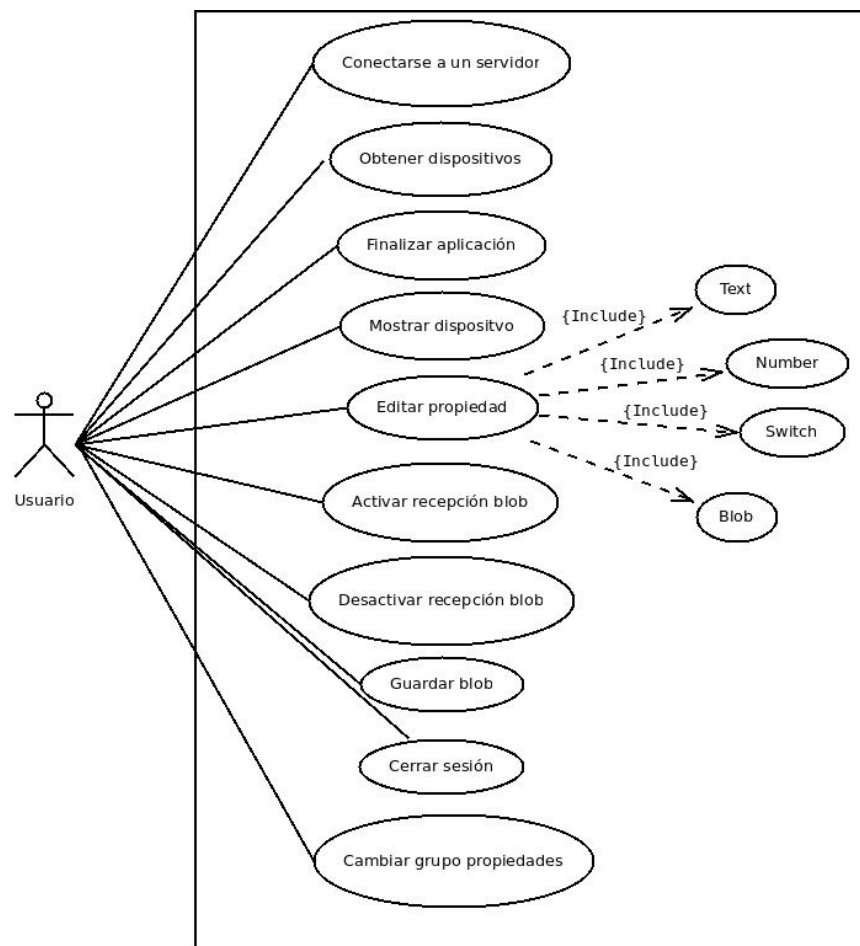 Conectarse a un servidor
Obtener dispositivos
Finalizar aplicación
Mostrar dispositvo
Editar propiedad
Activar recepción blob
Desactivar recepción blob
Guardar blob
Cerrar sesión
Cambiar grupo propiedades
Usuario
{Include}
Text
{Include}
Number
{Include}
Switch
{Include}
Blob